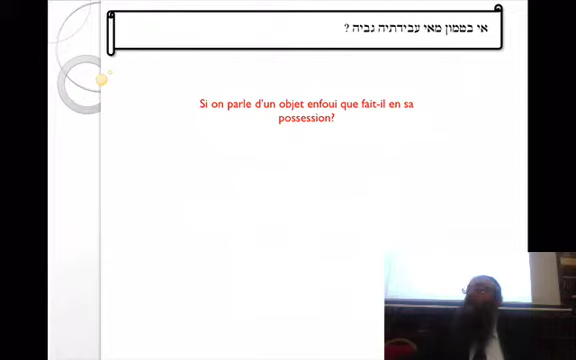 אי בטמון מאי עבידתיה גביה ?
Si on parle d'un objet enfoui que fait-il en sa
possession?